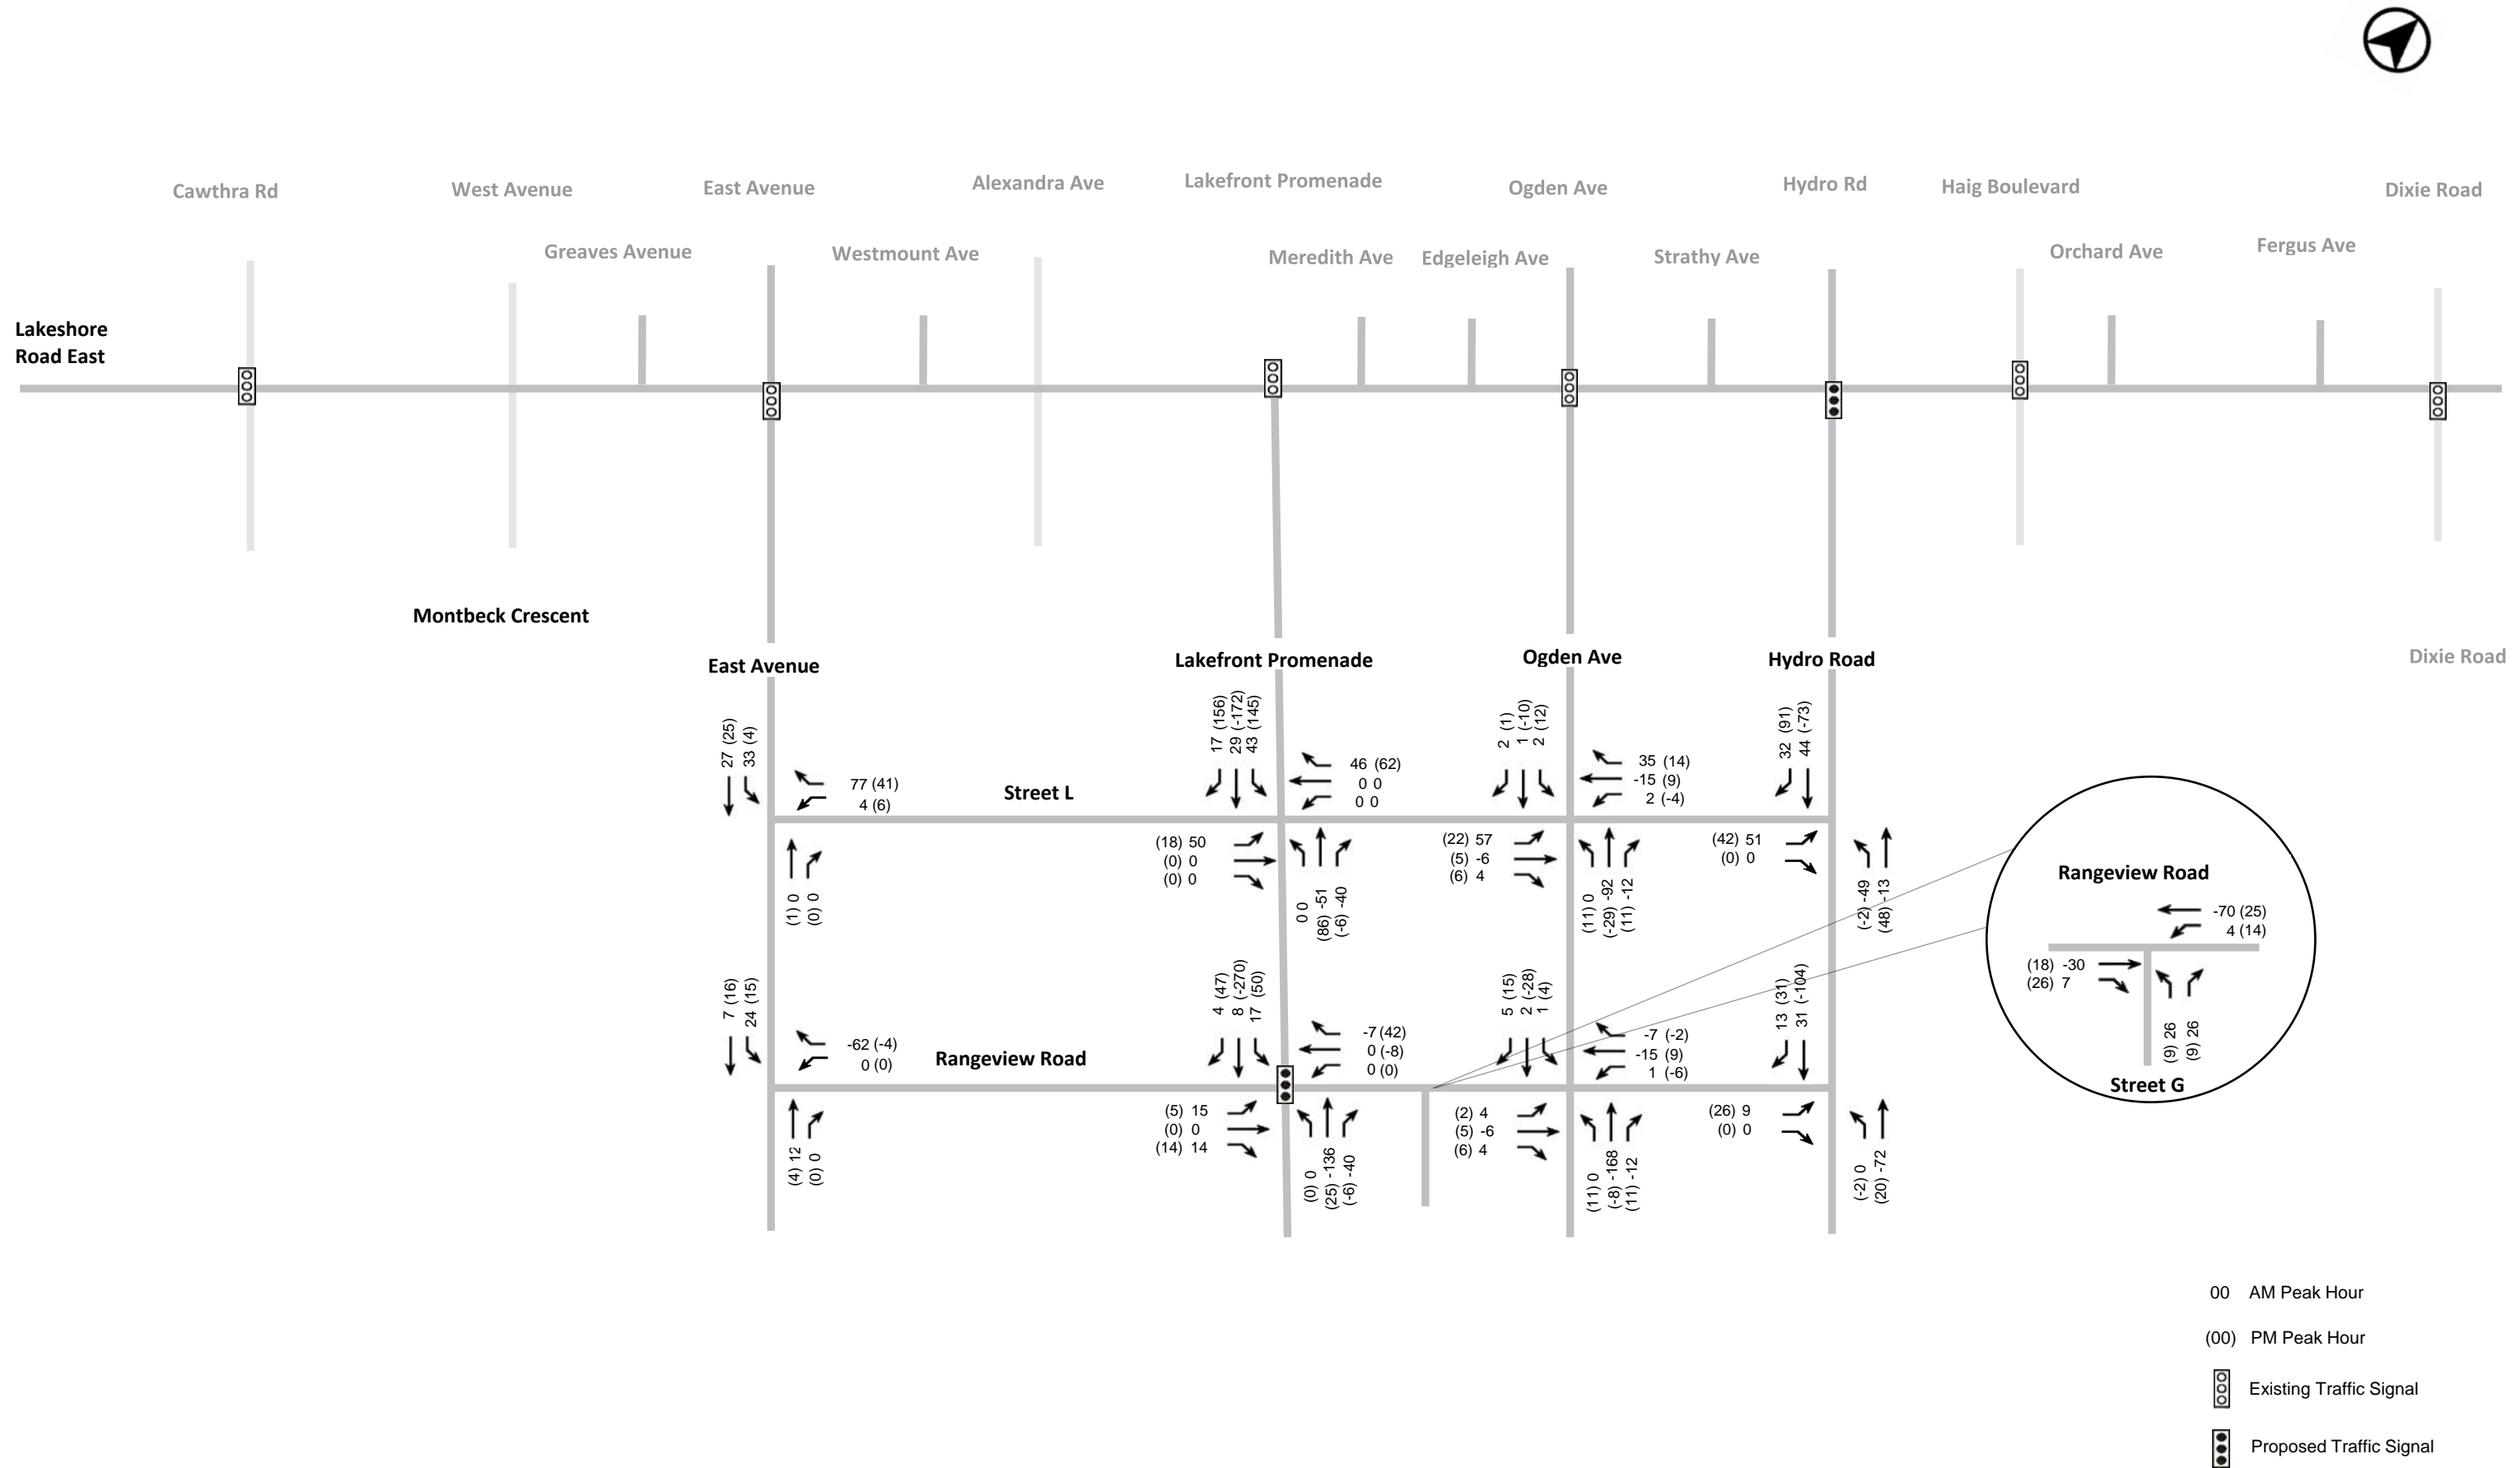 Cawthra Rd
West Avenue
East Avenue
Alexandra Ave
Lakefront Promenade
Ogden Ave
Hydro Rd
Haig Boulevard
Dixie Road
Greaves Avenue
Westmount Ave
Meredith Ave
Edgeleigh Ave
Strathy Ave
Orchard Ave
Fergus Ave
Lakeshore
Road East
Montbeck Crescent
East Avenue
Lakefront Promenade
Ogden Ave
Hydro Road
Dixie Road
27 (25)
33 (4)
77 (41)
4 (6)
Street L
17 (156)
29 (-172)
43 (145)
46 (62)
0 0
0 0
2 (1)
1 (-10)
2 (12)
35 (14)
-15 (9)
2 (-4)
32 (91)
44 (-73)
(1) 0
(0) 0
(18) 50
(0) 0
(0) 0
0 0
(86) -51
(-6) -40
(22) 57
(5) -6
(6) 4
(11) 0
(-29) -92
(11) -12
(42) 51
(0) 0
(-2) -49
(48) -13
Rangeview Road
-70 (25)
4 (14)
(18) -30
(26) 7
(9) 26
(9) 26
Street G
7 (16)
24 (15)
-62 (-4)
0 (0)
Rangeview Road
4 (47)
8 (-270)
17 (50)
-7 (42)
0 (-8)
0 (0)
5 (15)
2 (-28)
1 (4)
-7 (-2)
-15 (9)
1 (-6)
13 (31)
31 (-104)
(4) 12
(0) 0
(5) 15
(0) 0
(14) 14
(0) 0
(25) -136
(-6) -40
(2) 4
(5) -6
(6) 4
(11) 0
(-8) -168
(11) -12
(26) 9
(0) 0
(-2) 0
(20) -72
00 AM Peak Hour
(00) PM Peak Hour
Existing Traffic Signal
Proposed Traffic Signal